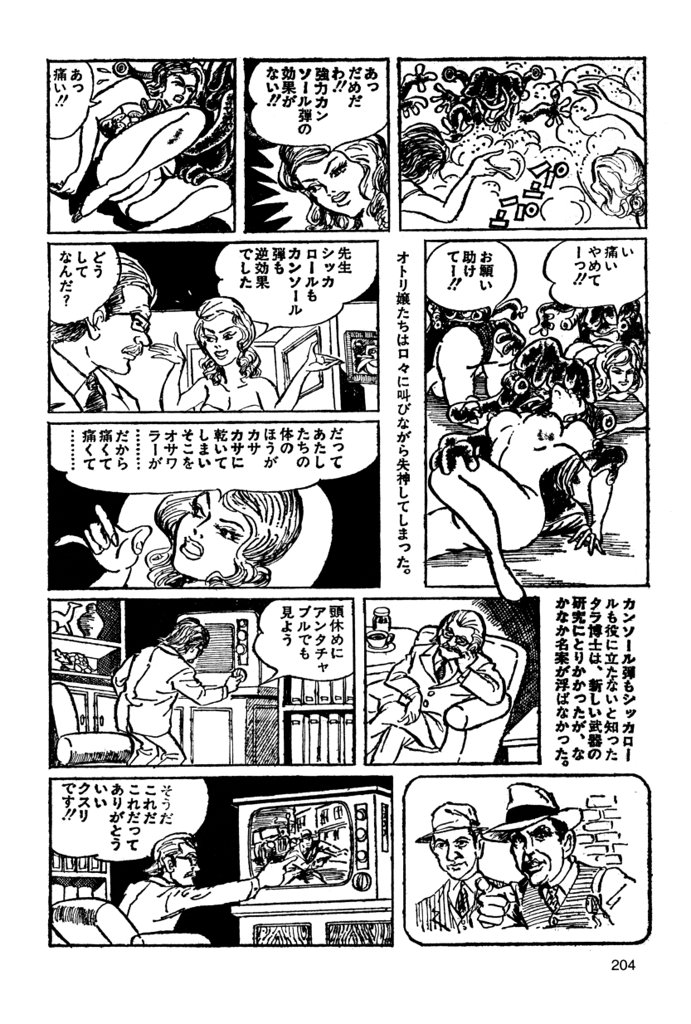 あっ
だめだ
わ!!
強力カン
ソール弾の
効果が
ない!!
あっ
痛い!!
い
痛い
やめて
ーっ!!
お願い
助け
てー!!
オトリ嬢たちは口々に叫びながら失神してしまった。
先生
シッカ
ロールも
カンソール
弾も
逆効果
でした
どう
して
なんだ?
だって
あたし
たちの
体の
ほうが
カサ
カサに
乾いて
しまい
そこを
オサワ
ラーが
…………
だから
痛くて
痛くて
………
カンソール弾もシッカロー
ルも役に立たないと知った
タラ博士は、新しい武器の
研究にとりかかったが、な
かなか名案が浮ばなかった。
頭休めに
アンタチャ
ブルでも
見よう
そうだ
これだ
これだって
ありがとう
いい
クスリ
です!!
204